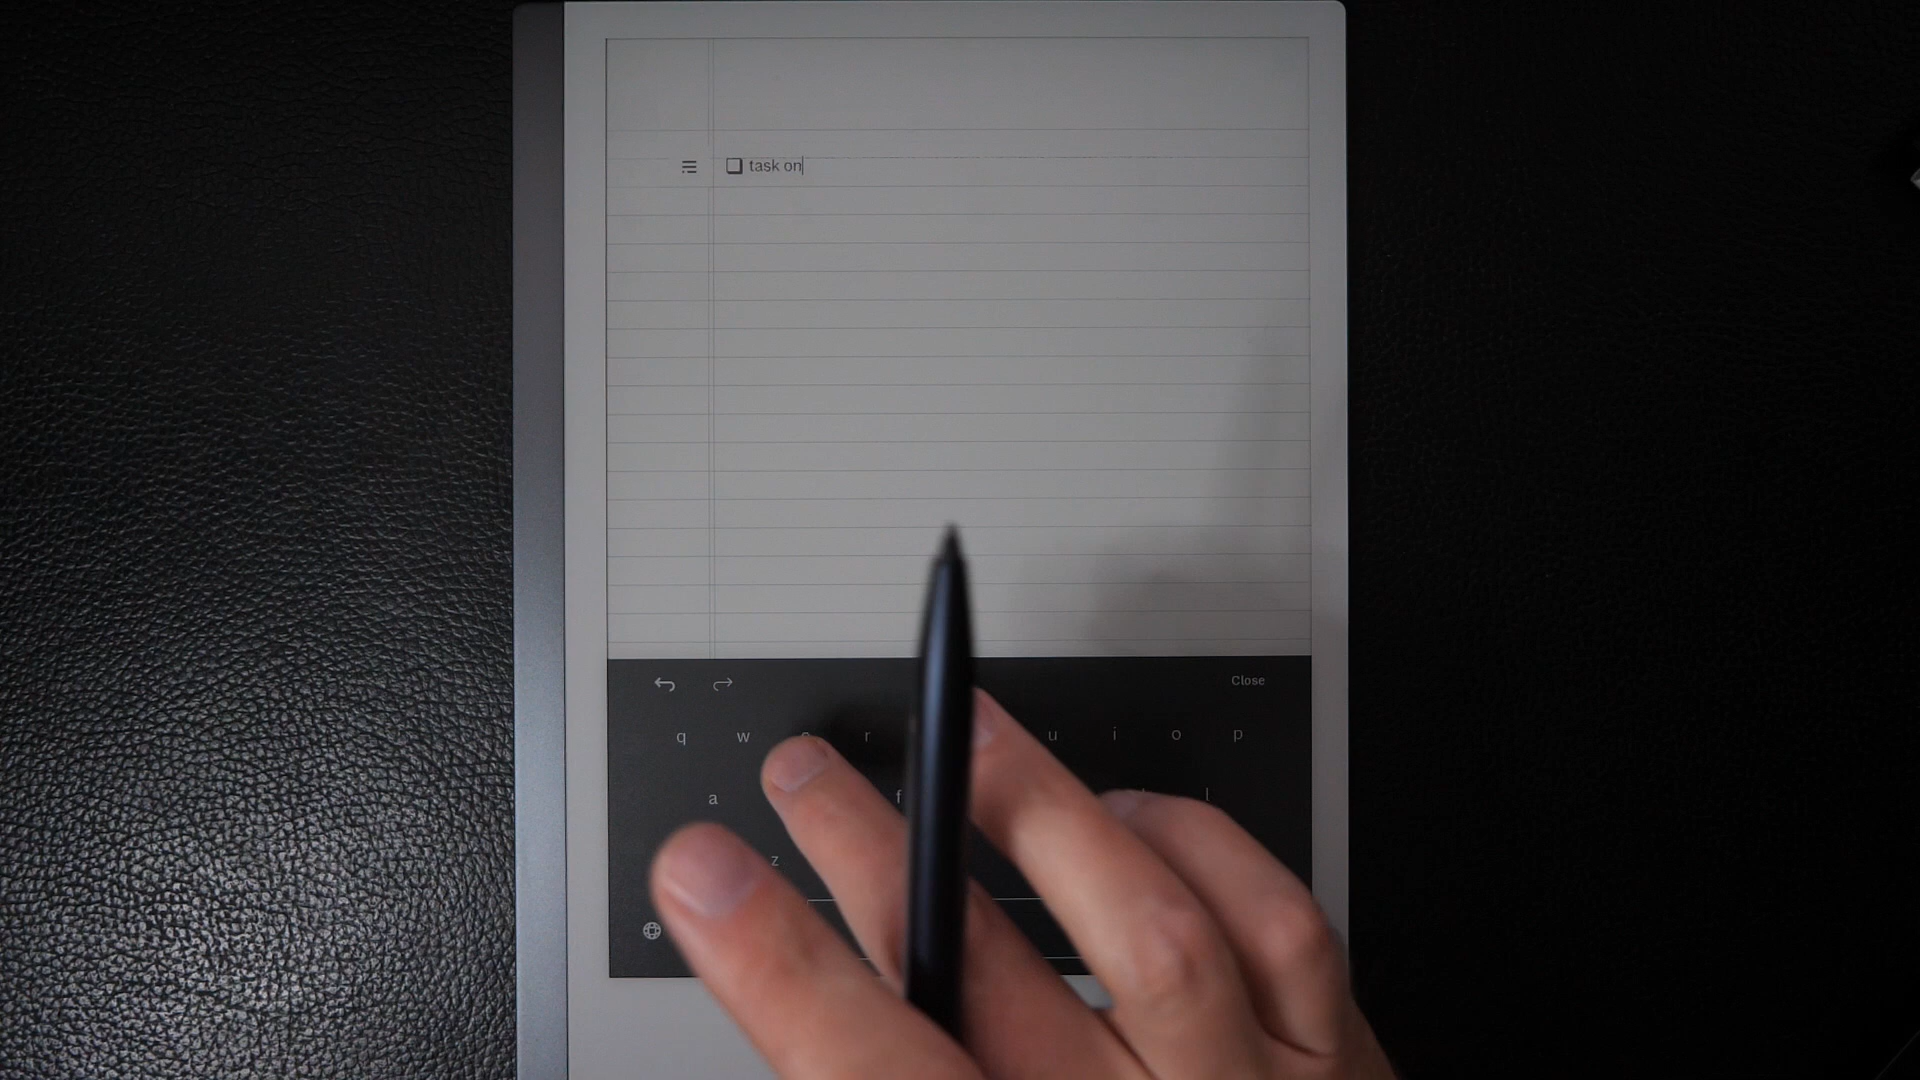 task on
Close
q w r u i o p
a f l
z